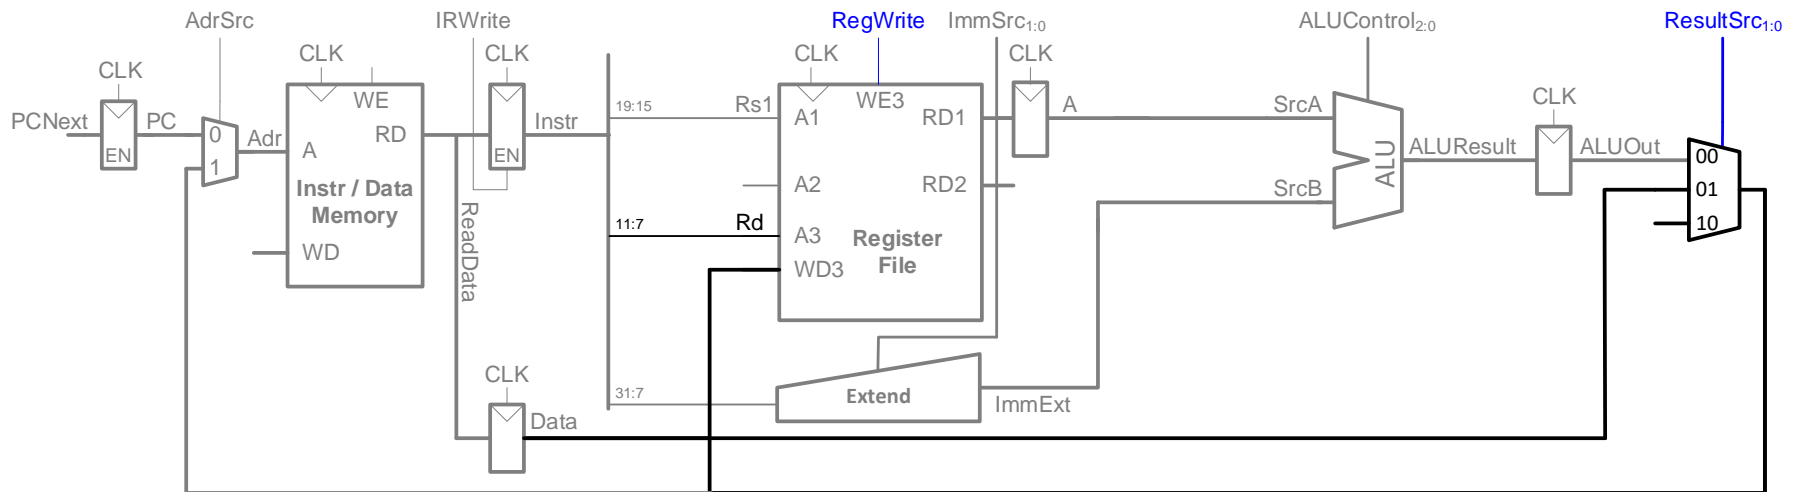 AdrSrc IRWrite RegWrite ImmSrc1:0 ALUControl2:0 ResultSrc1:0
CLK CLK CLK CLK CLK
CLK CLK
PCNext PC EN
0
1
Adr
WE
A RD
Instr / Data
Memory
WD
ReadData
EN
Instr
19:15 Rs1 A1 WE3 RD1 A SrcA
A2 RD2 SrcB
11:7 Rd A3
WD3
Register
File
ALU
ALUResult ALUOut
00
01
10
31:7 Extend ImmExt
CLK
Data